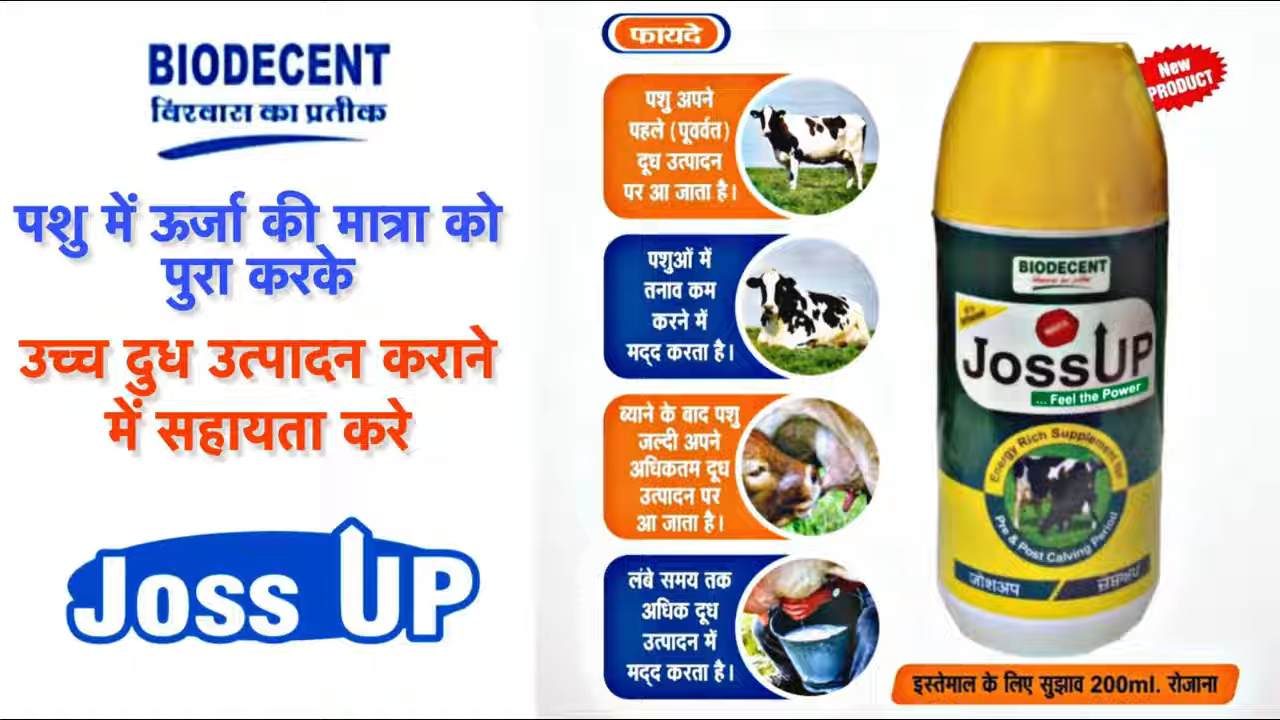 BIODECENT
विश्वास का प्रतीक
पशु में ऊर्जा की मात्रा को
पुरा करके
उच्च दुध उत्पादन कराने
में सहायता करे
Joss UP
फायदे
पशु अपने
पहले (पूर्ववत)
दूध उत्पादन
पर आ जाता है।
पशुओं में
तनाव कम
करने में
मद्द करता है।
ब्याने के बाद पशु
जल्दी अपने
अधिकतम दूध
उत्पादन पर
आ जाता है।
लंबे समय तक
अधिक दूध
उत्पादन में
मद्द करता है।
New
PRODUCT
BIODECENT
JossUP
... Feel the Power
Energy Rich Supplement for
Pre & Post Calving Period
जोशअप
इस्तेमाल के लिए सुझाव 200ml. रोजाना